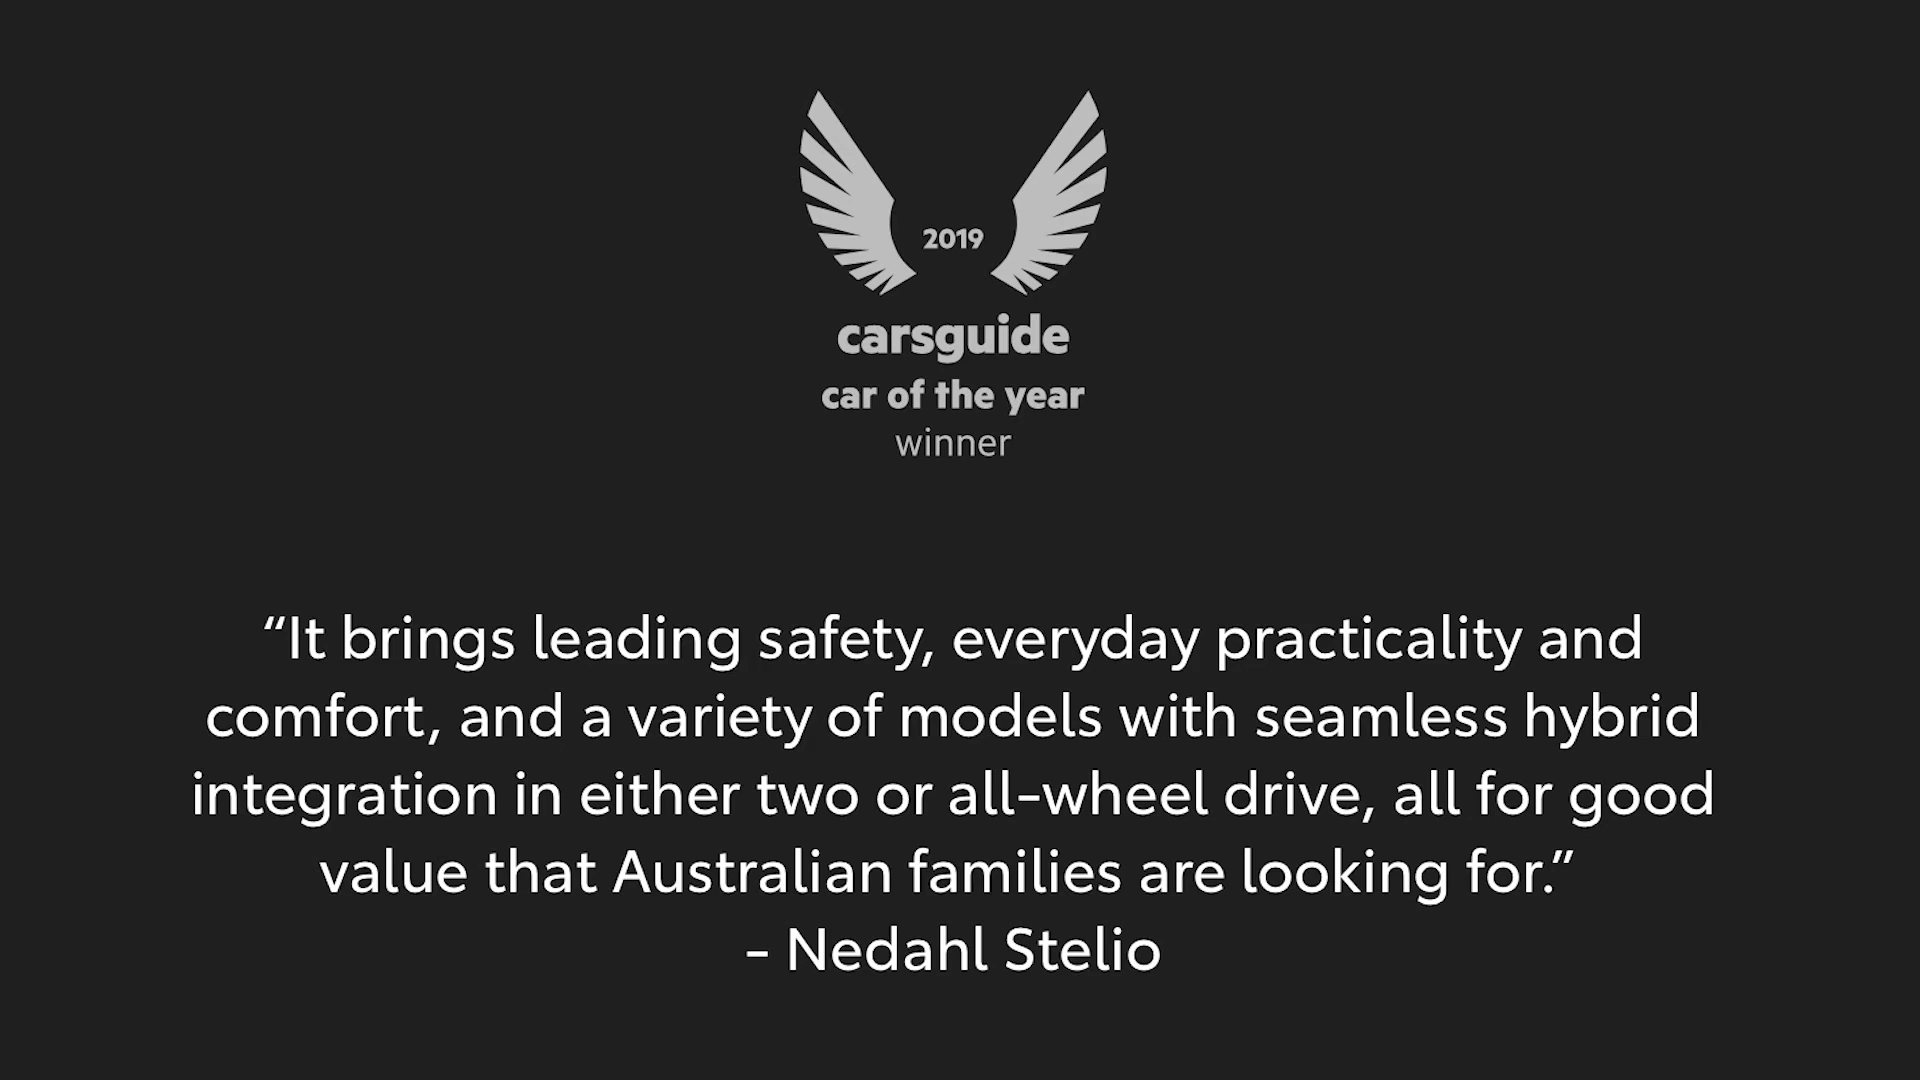 2019
carsguide
car of the year
winner
“It brings leading safety, everyday practicality and
comfort, and a variety of models with seamless hybrid
integration in either two or all-wheel drive, all for good
value that Australian families are looking for.”
- Nedahl Stelio